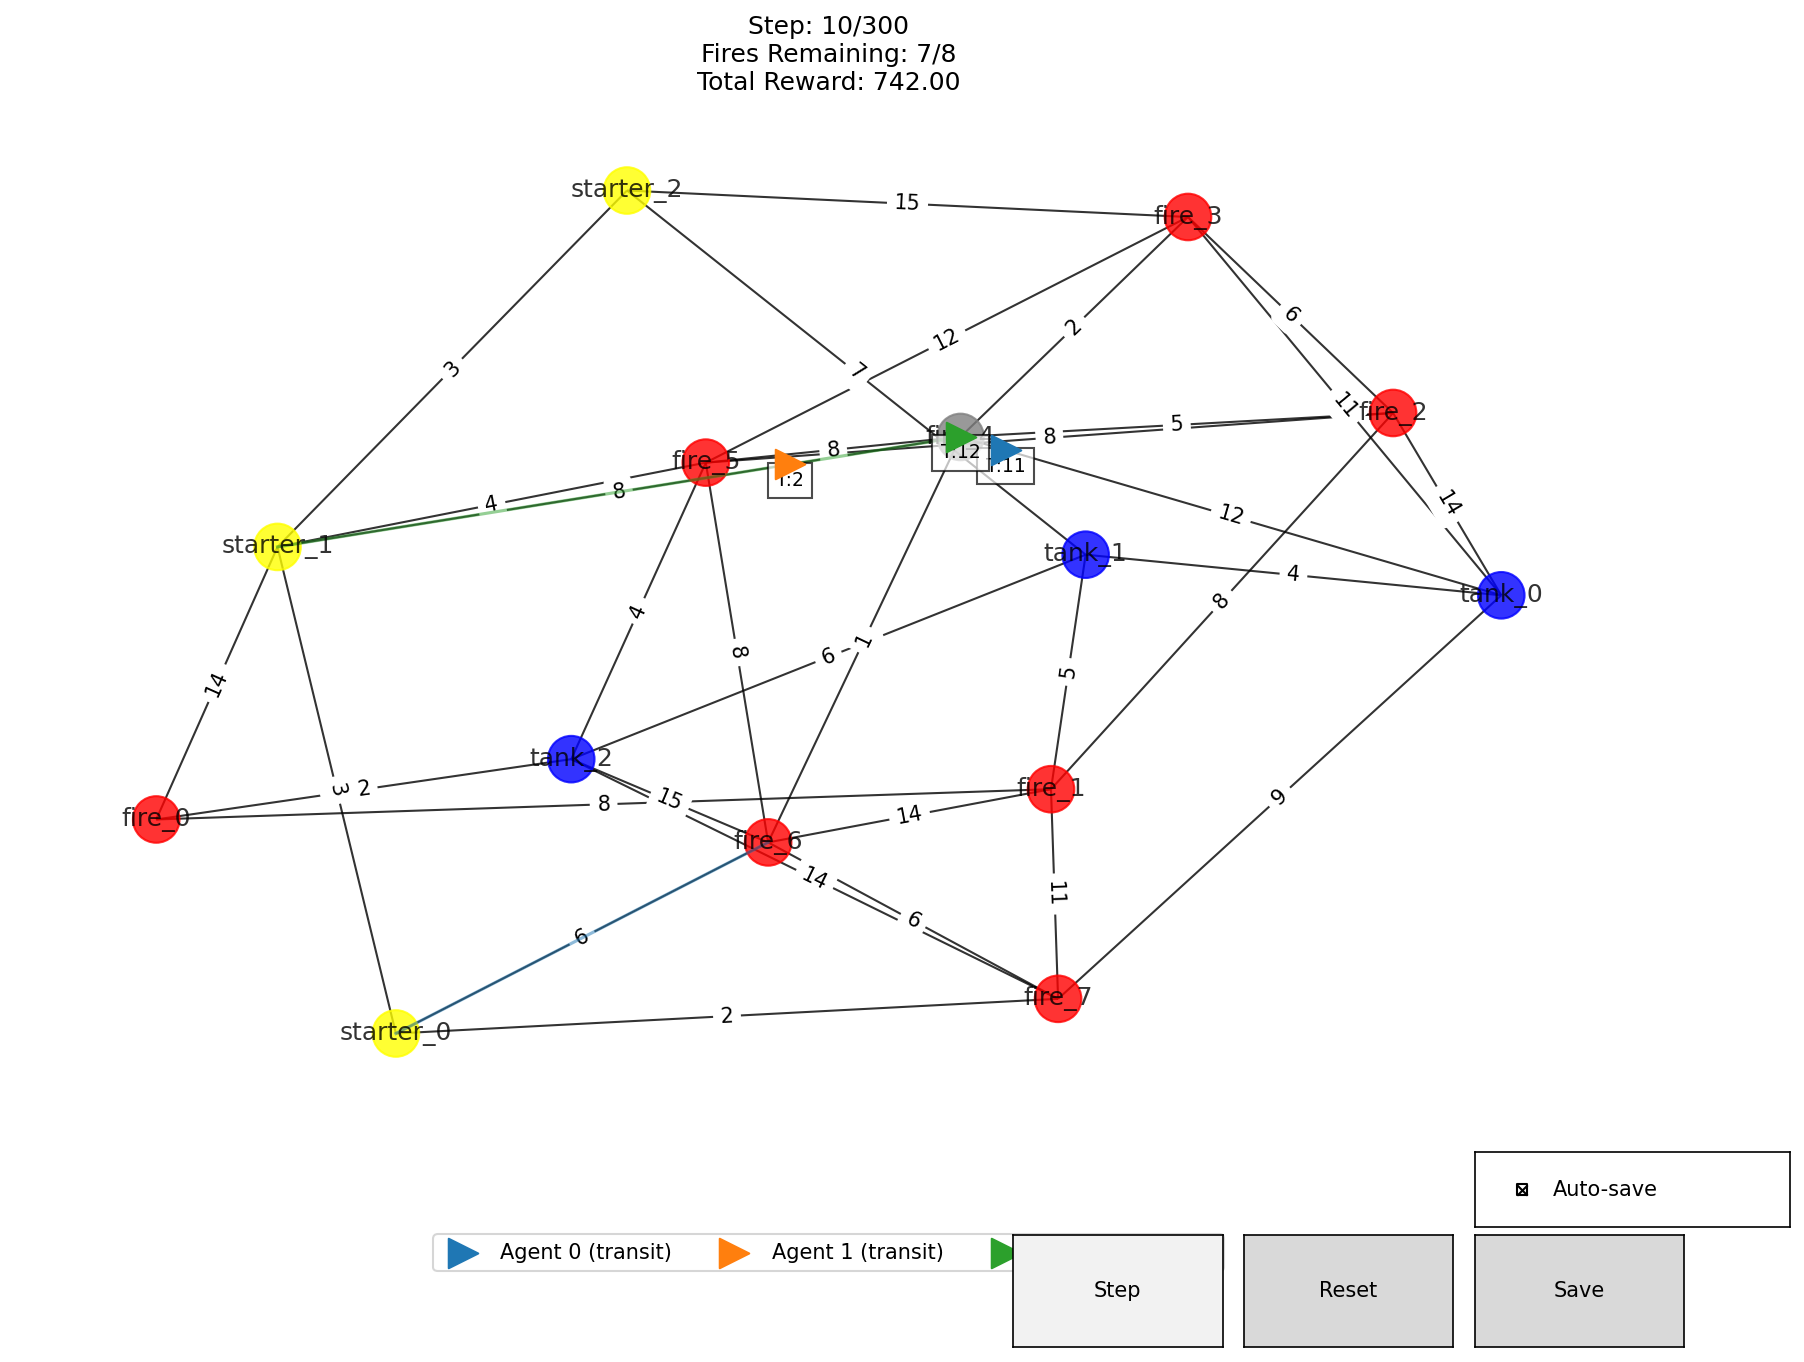 Step: 10/300
Fires Remaining: 7/8
Total Reward: 742.00
starter_2
15
fire_3
3
7
12
2
6
11
fire_2
5
8
8
T:12
T:11
fire_5
T:2
4
8
14
12
starter_1
tank_1
4
tank_0
4
8
6
1
8
5
14
tank_2
3
2
15
8
fire_1
fire_0
fire_6
14
9
14
11
6
6
fire_7
starter_0
2
Auto-save
Agent 0 (transit)
Agent 1 (transit)
Step
Reset
Save